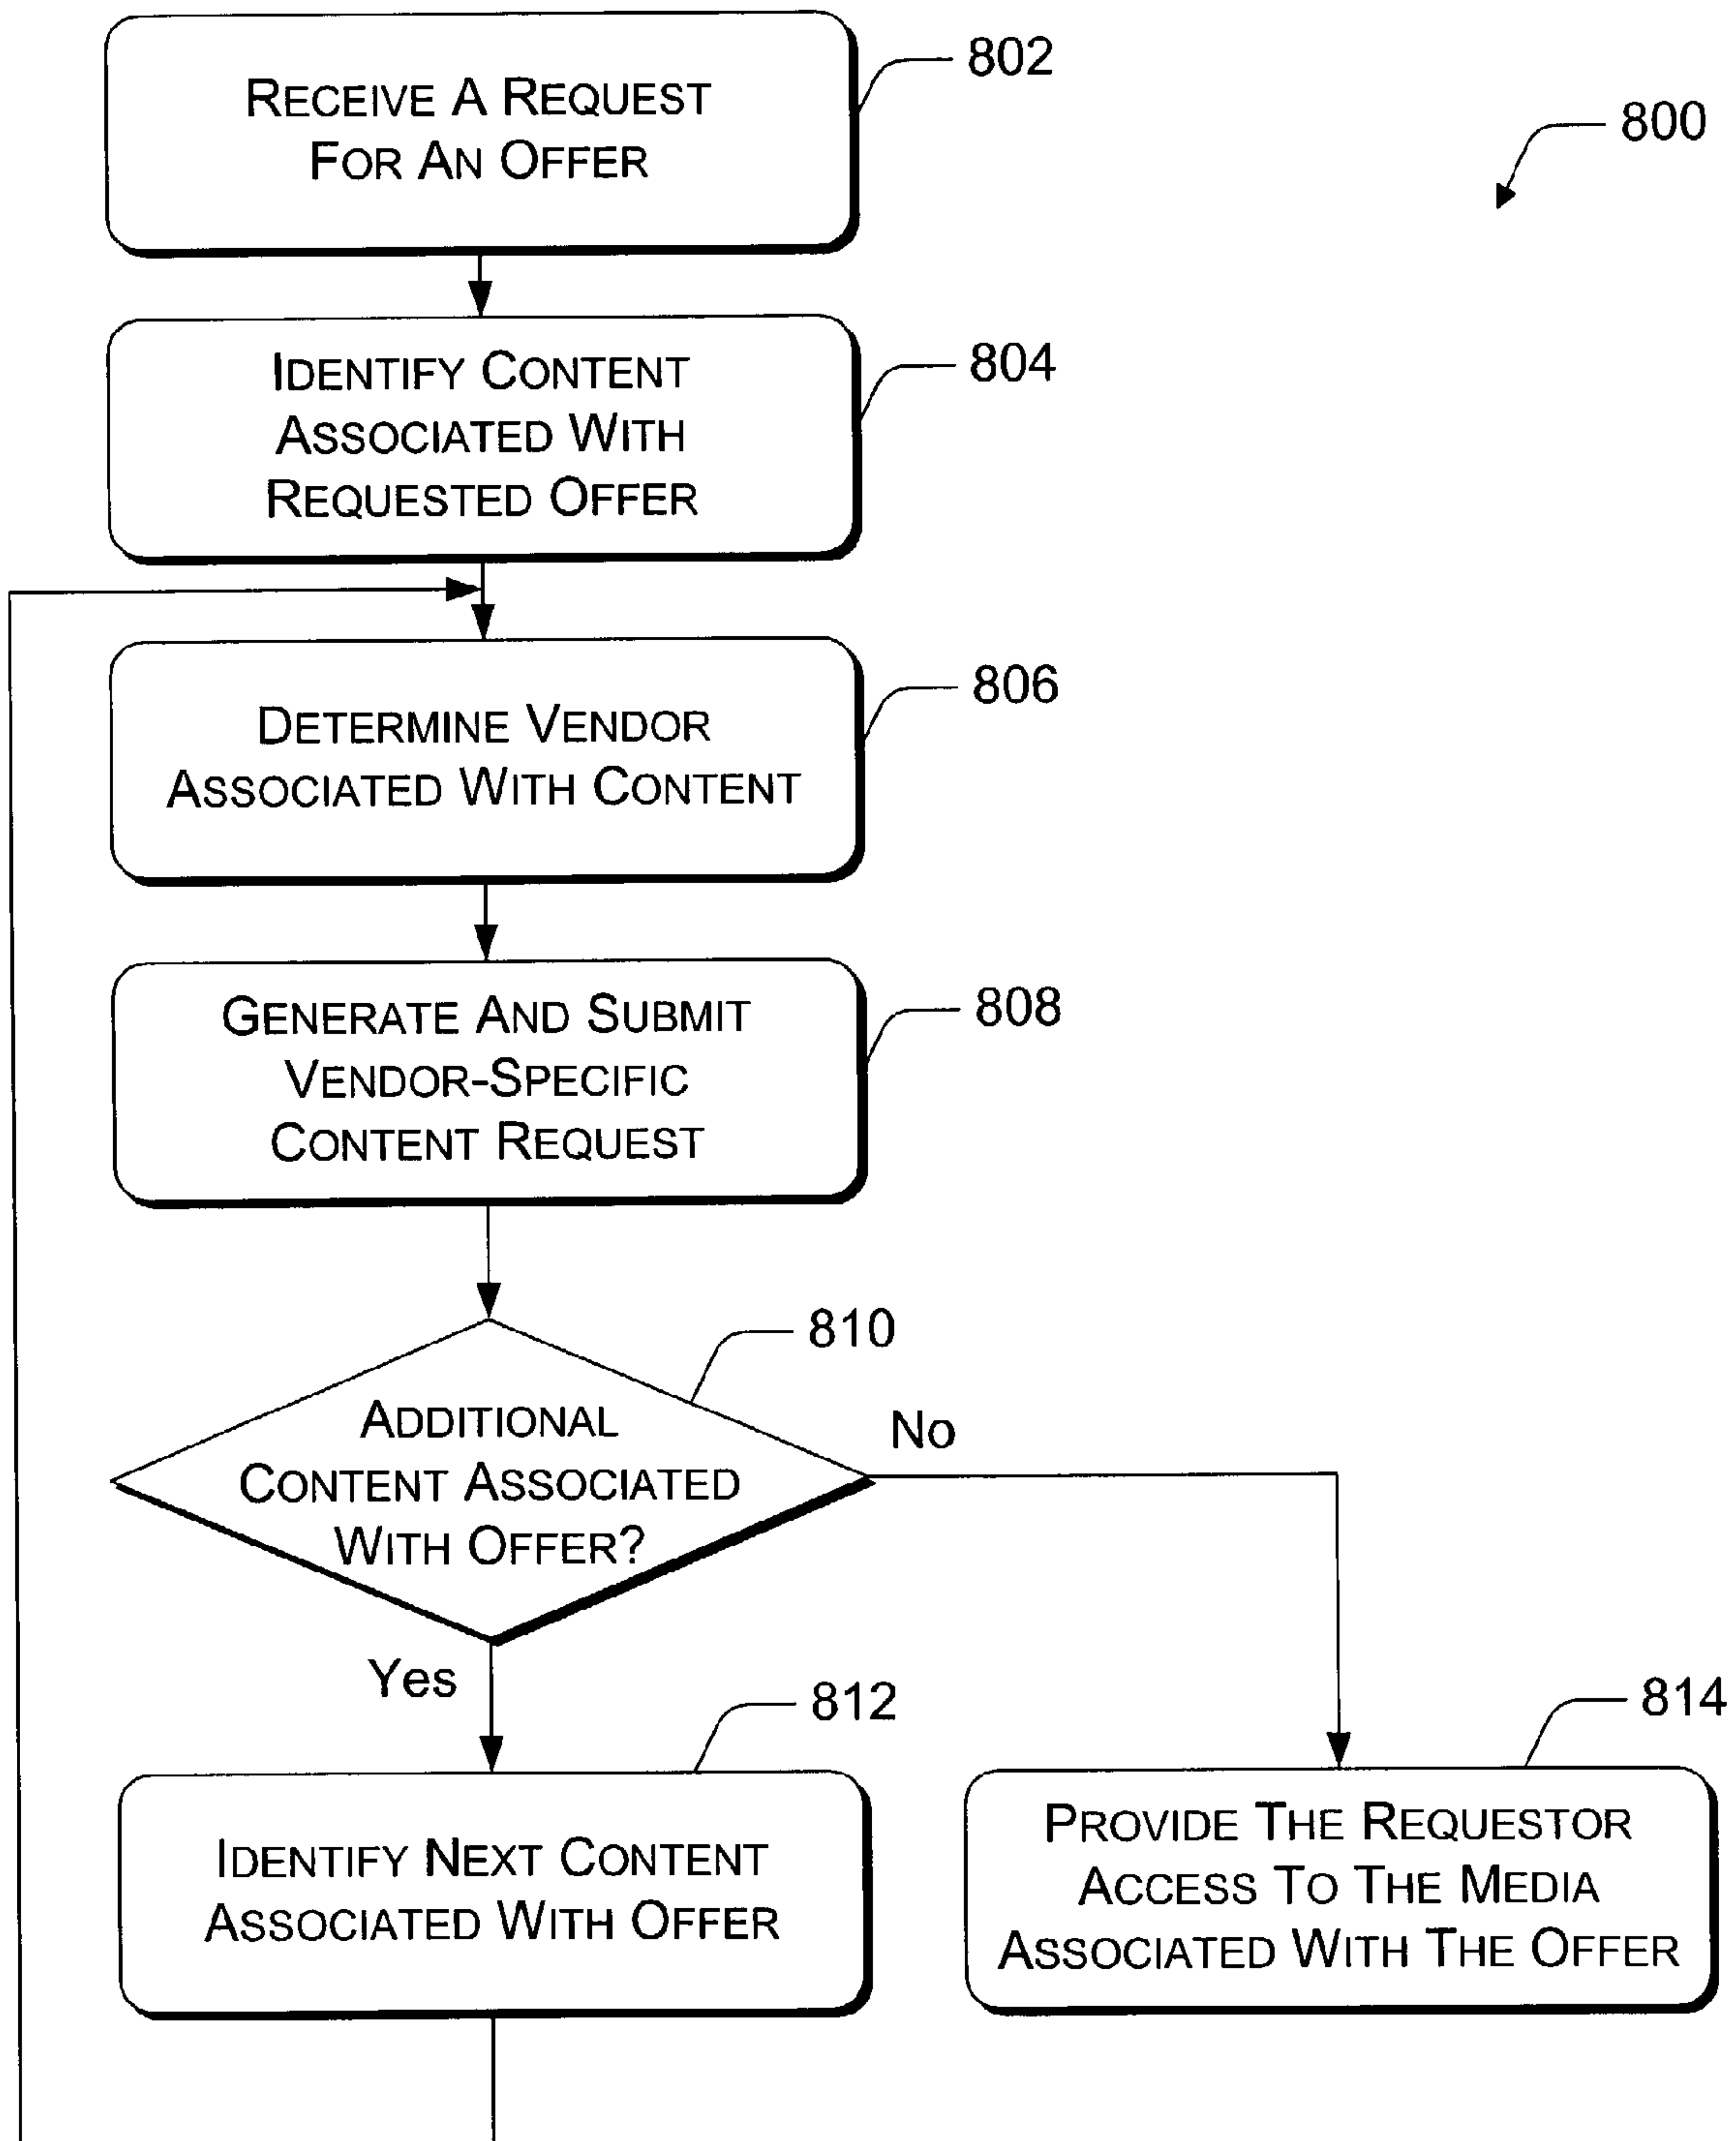 802
RECEIVE A REQUEST
FOR AN OFFER
800
804
IDENTIFY CONTENT
ASSOCIATED WITH
REQUESTED OFFER
806
DETERMINE VENDOR
ASSOCIATED WITH CONTENT
808
GENERATE AND SUBMIT
VENDOR-SPECIFIC
CONTENT REQUEST
810
ADDITIONAL
CONTENT ASSOCIATED
WITH OFFER?
No
Yes
812
IDENTIFY NEXT CONTENT
ASSOCIATED WITH OFFER
814
PROVIDE THE REQUESTOR
ACCESS TO THE MEDIA
ASSOCIATED WITH THE OFFER